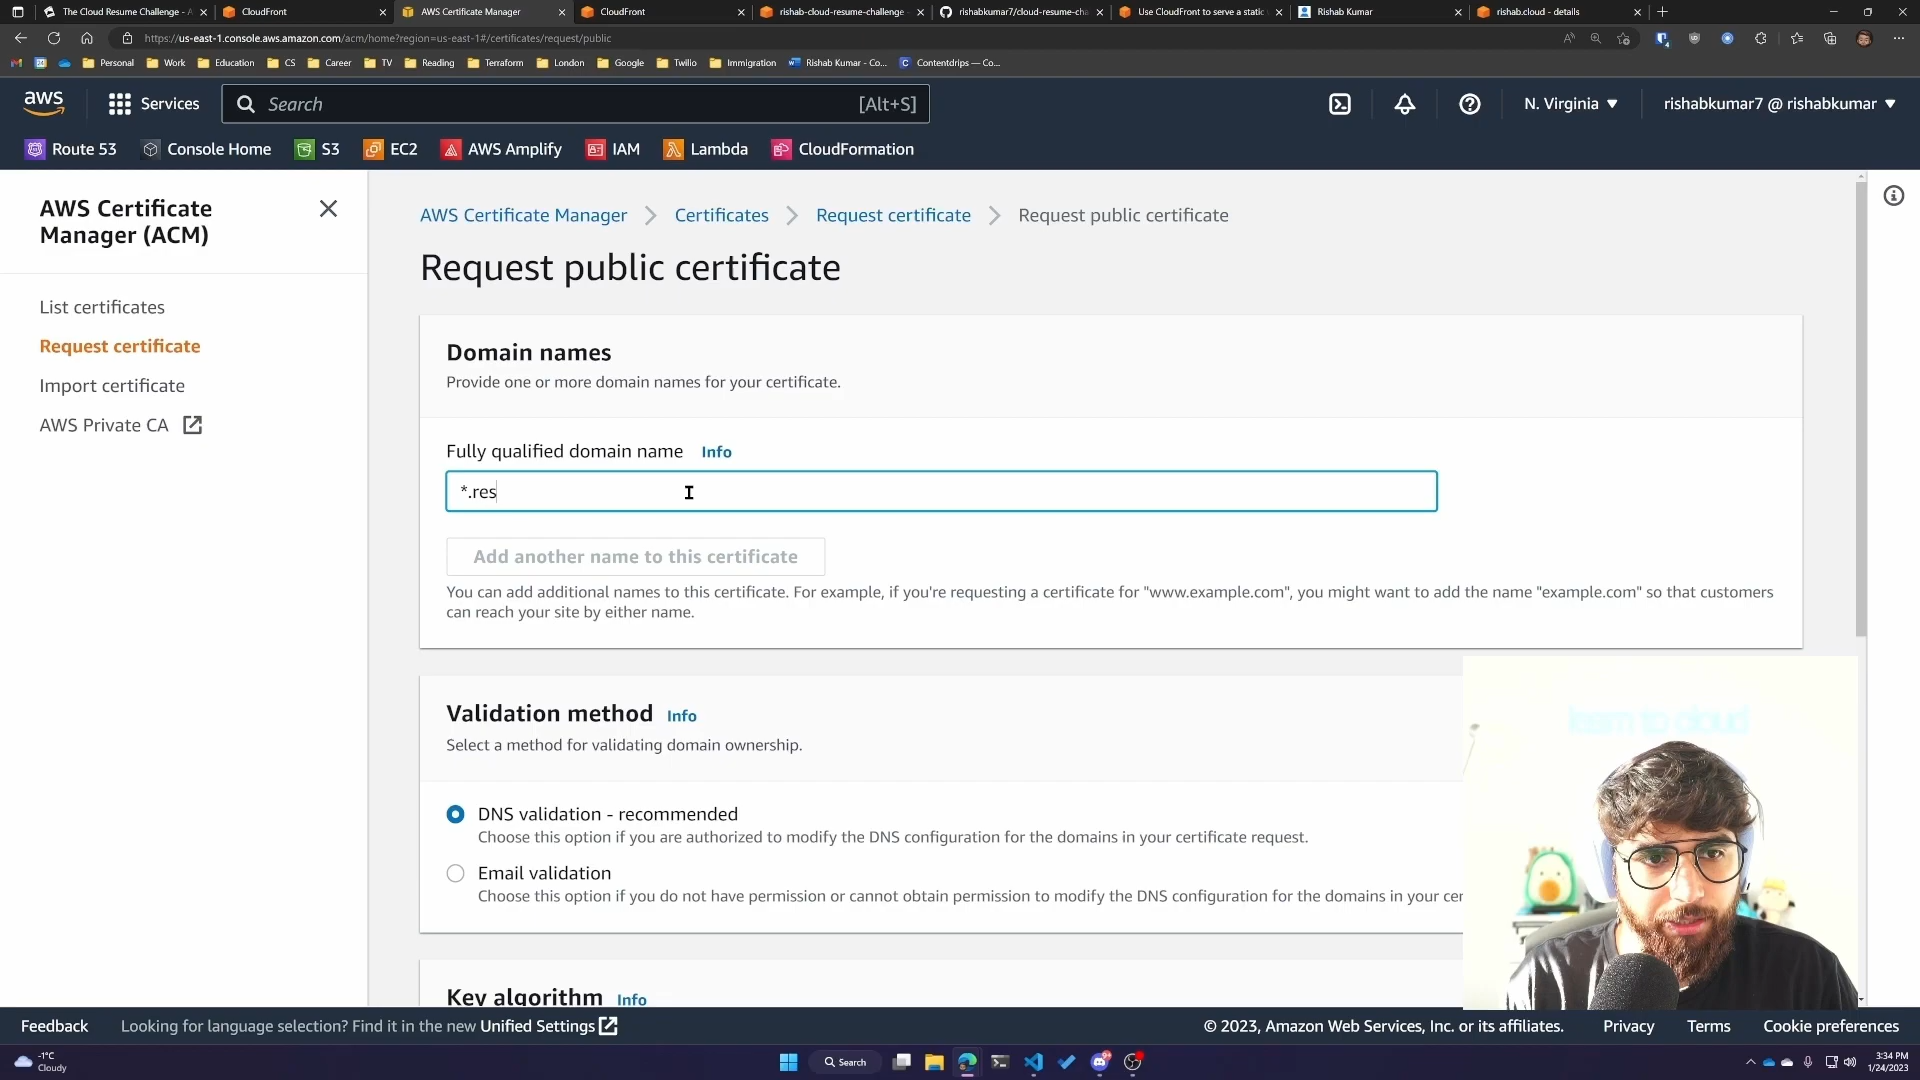 The Cloud Resume Challenge - A
CloudFront
AWS Certificate Manager
CloudFront
rishab-cloud-resume-challenge
rishabkumar7/cloud-resume-cha
Use CloudFront to serve a static
Rishab Kumar
rishab.cloud - details
https://us-east-1.console.aws.amazon.com/acm/home?region=us-east-1#/certificates/request/public
Personal
Work
Education
CS
Career
TV
Reading
Terraform
London
Google
Twilio
Immigration
Rishab Kumar - Co...
Contentdrips — Co...
aws
Services
Search
[Alt+S]
N. Virginia
rishabkumar7 @ rishabkumar
Route 53
Console Home
S3
EC2
AWS Amplify
IAM
Lambda
CloudFormation
AWS Certificate
Manager (ACM)
List certificates
Request certificate
Import certificate
AWS Private CA
AWS Certificate Manager
Certificates
Request certificate
Request public certificate
Request public certificate
Domain names
Provide one or more domain names for your certificate.
Fully qualified domain name Info
*.res
Add another name to this certificate
You can add additional names to this certificate. For example, if you're requesting a certificate for "www.example.com", you might want to add the name "example.com" so that customers
can reach your site by either name.
Validation method Info
Select a method for validating domain ownership.
DNS validation - recommended
Choose this option if you are authorized to modify the DNS configuration for the domains in your certificate request.
Email validation
Choose this option if you do not have permission or cannot obtain permission to modify the DNS configuration for the domains in your cer
Key algorithm Info
learn to cloud
Feedback
Looking for language selection? Find it in the new Unified Settings
© 2023, Amazon Web Services, Inc. or its affiliates.
Privacy
Terms
Cookie preferences
-1°C
Cloudy
Search
3:34 PM
1/24/2023